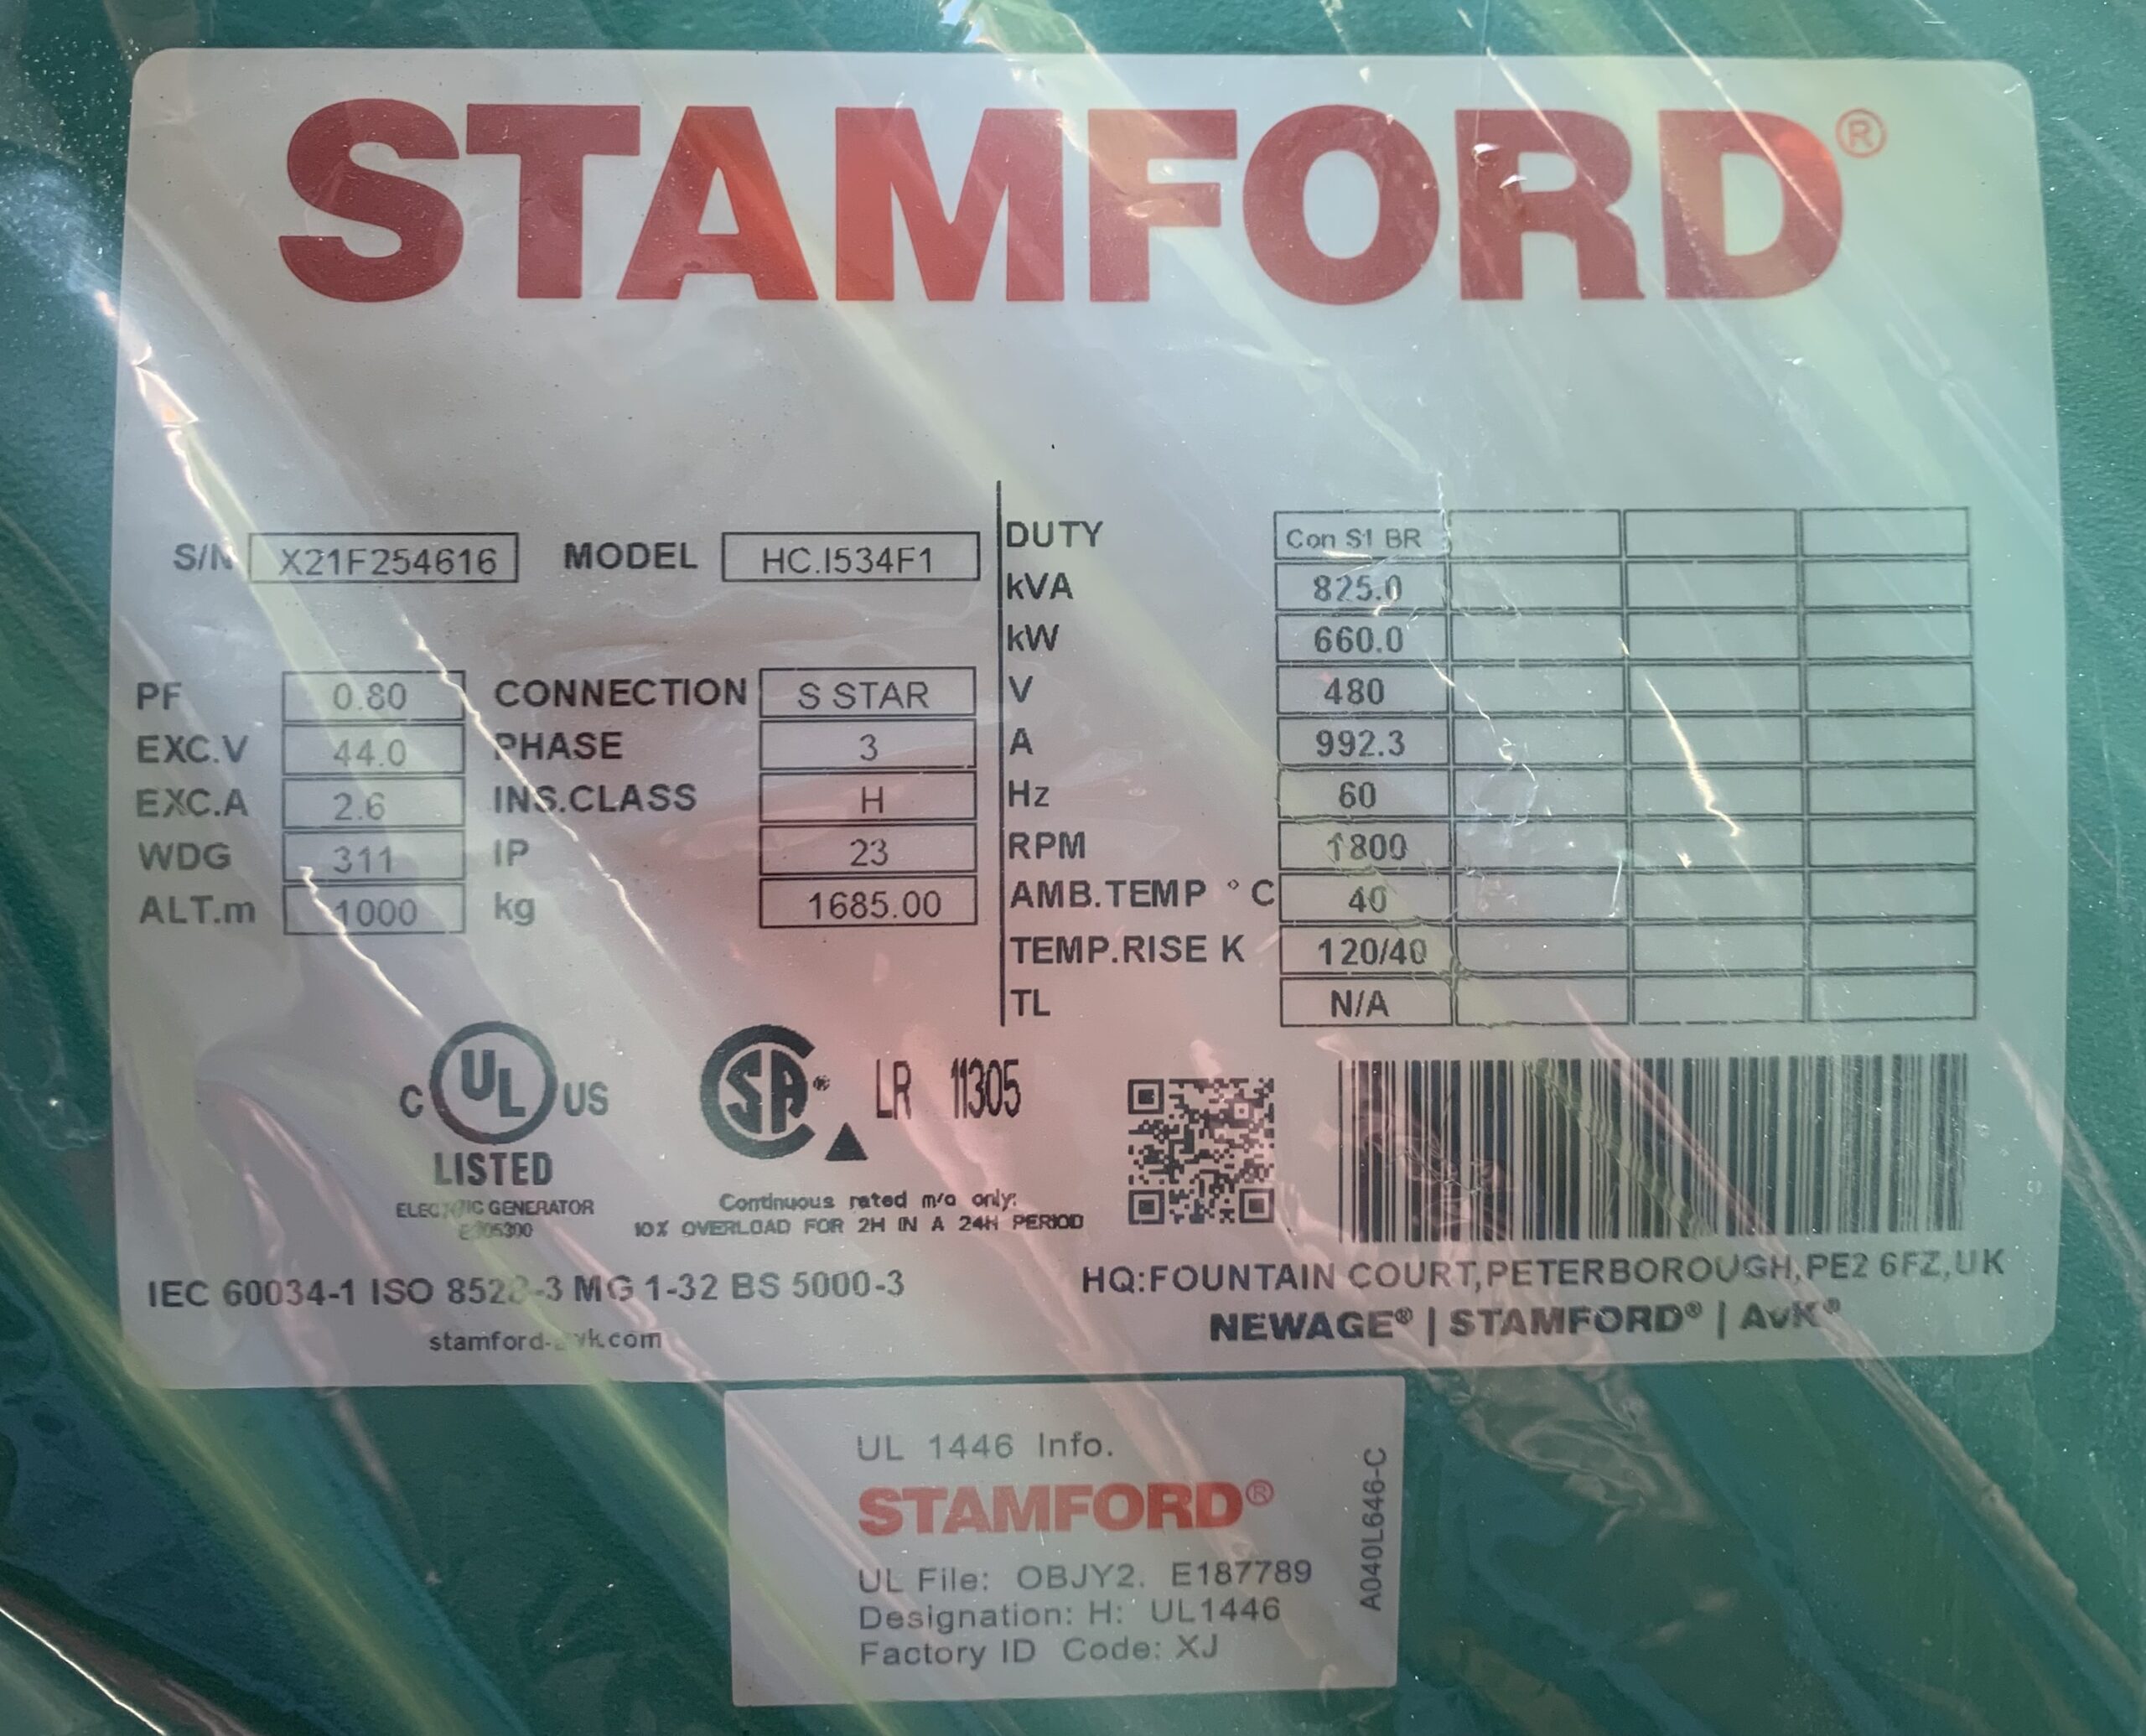 STAMFORD®
S/N X21F254616 MODEL HC.I534F1
PF 0.80 CONNECTION S STAR
EXC.V 44.0 PHASE 3
EXC.A 2.6 INS.CLASS H
WDG 311 IP 23
ALT.m 1000 kg 1685.00
DUTY Con S1 BR
kVA 825.0
kW 660.0
V 480
A 992.3
Hz 60
RPM 1800
AMB.TEMP °C 40
TEMP.RISE K 120/40
TL N/A
C UL US
LISTED
ELECTRIC GENERATOR
SA® LR 11305
Continuous rated m/c only:
10% OVERLOAD FOR 2H IN A 24H PERIOD
IEC 60034-1 ISO 8528-3 MG 1-32 BS 5000-3
stamford-avk.com
HQ:FOUNTAIN COURT,PETERBOROUGH,PE2 6FZ,UK
NEWAGE® | STAMFORD® | AvK®
UL 1446 Info.
STAMFORD®
UL File: OBJY2. E187789
Designation: H: UL1446
Factory ID Code: XJ
A040L646-C